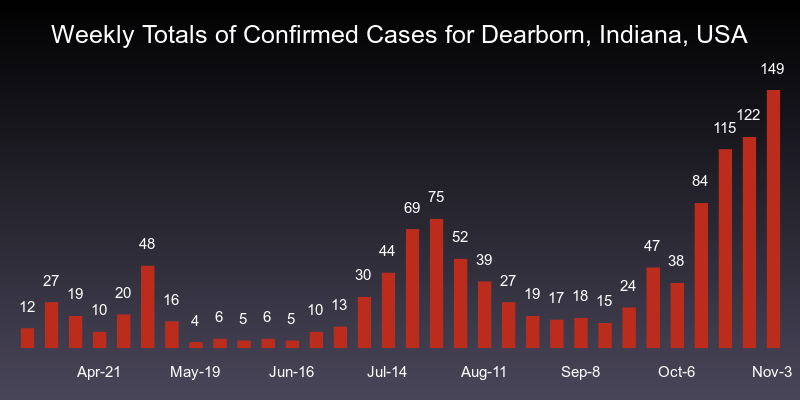 Weekly Totals of Confirmed Cases for Dearborn, Indiana, USA
12 27 19 10 20 48 16 4 6 5 6 5 10 13 30 44 69 75 52 39 27 19 17 18 15 24 47 38 84 115 122 149
Apr-21 May-19 Jun-16 Jul-14 Aug-11 Sep-8 Oct-6 Nov-3